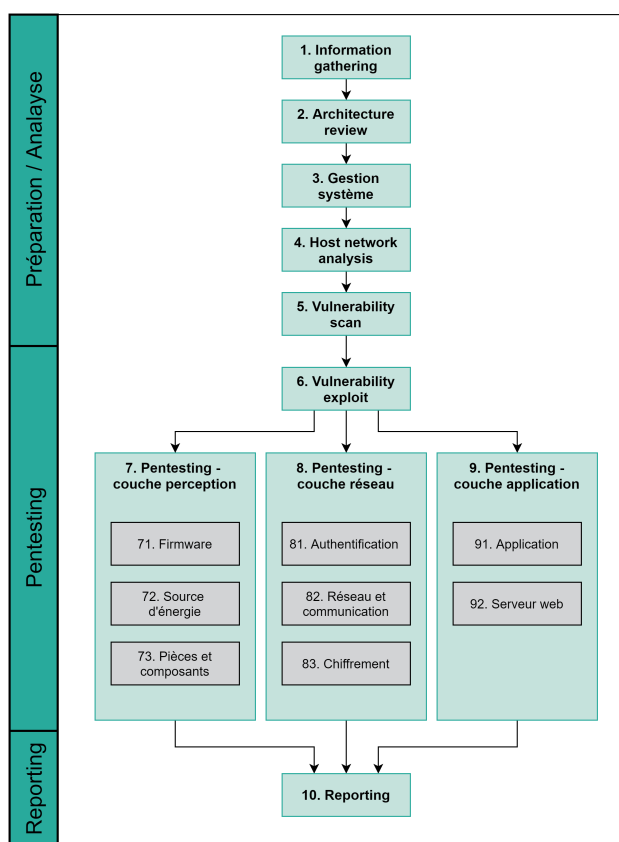 Préparation / Analayse
1. Information
gathering
2. Architecture
review
3. Gestion
système
4. Host network
analysis
5. Vulnerability
scan
Pentesting
6. Vulnerability
exploit
7. Pentesting -
couche perception
71. Firmware
72. Source
d'énergie
73. Pièces et
composants
8. Pentesting -
couche réseau
81. Authentification
82. Réseau et
communication
83. Chiffrement
9. Pentesting -
couche application
91. Application
92. Serveur web
Reporting
10. Reporting